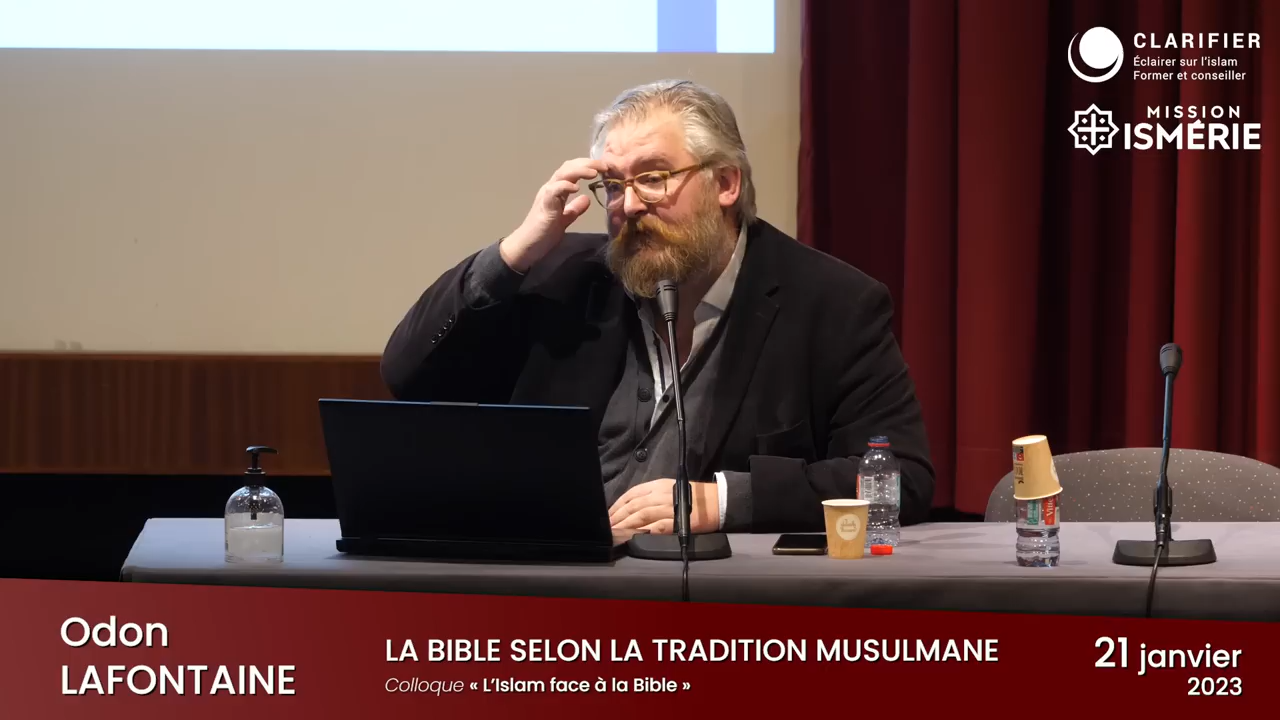 CLARIFIER
Éclairer sur l'islam
Former et conseiller
MISSION
ISMÉRIE
Odon
LAFONTAINE
LA BIBLE SELON LA TRADITION MUSULMANE
Colloque « L'Islam face à la Bible »
21 janvier
2023